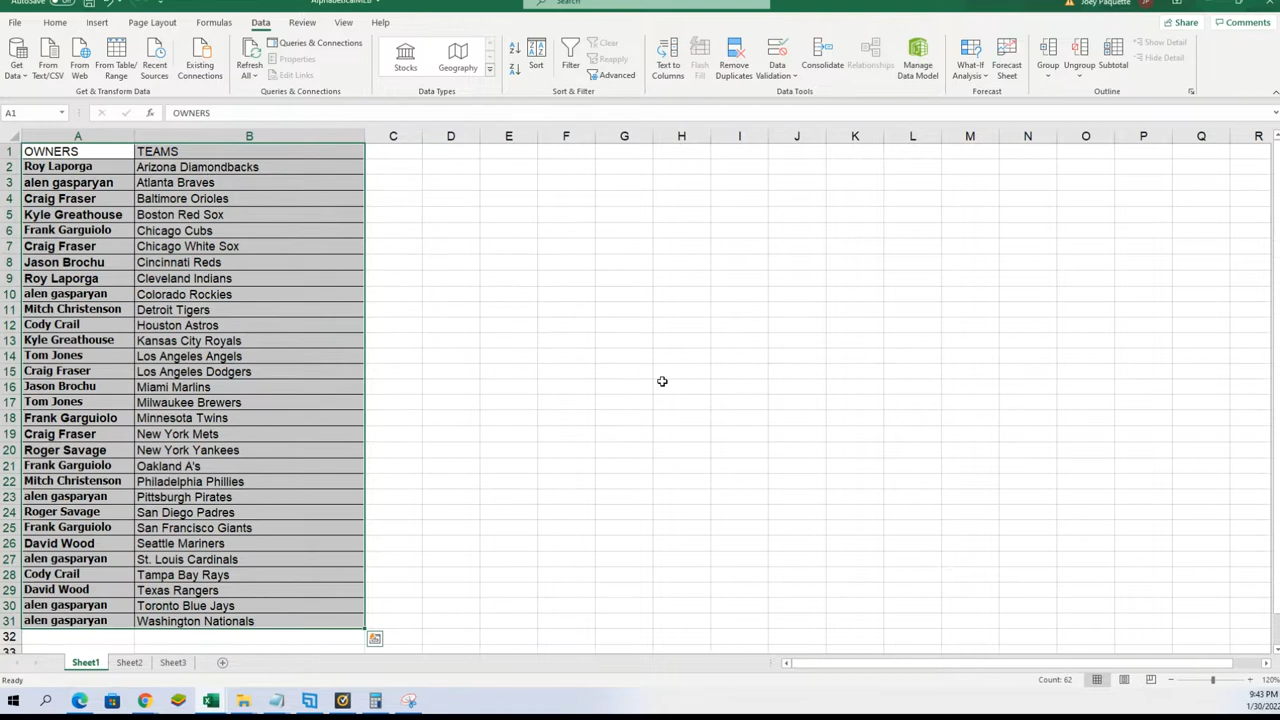 AutoSave Off AlphabeticalMLB Search Joey Paquette JP
File Home Insert Page Layout Formulas Data Review View Help Share Comments
Get Data From Text/CSV From Web From Table/Range Recent Sources Existing Connections
Get & Transform Data
Refresh All Queries & Connections Properties Edit Links
Queries & Connections
Stocks Geography
Data Types
Sort Filter Clear Reapply Advanced
Sort & Filter
Text to Columns Flash Fill Remove Duplicates Data Validation Consolidate Relationships Manage Data Model
Data Tools
What-If Analysis Forecast Sheet
Forecast
Group Ungroup Subtotal Show Detail Hide Detail
Outline
A1 fx OWNERS
A B C D E F G H I J K L M N O P Q R
1 OWNERS TEAMS
2 Roy Laporga Arizona Diamondbacks
3 alen gasparyan Atlanta Braves
4 Craig Fraser Baltimore Orioles
5 Kyle Greathouse Boston Red Sox
6 Frank Garguiolo Chicago Cubs
7 Craig Fraser Chicago White Sox
8 Jason Brochu Cincinnati Reds
9 Roy Laporga Cleveland Indians
10 alen gasparyan Colorado Rockies
11 Mitch Christenson Detroit Tigers
12 Cody Crail Houston Astros
13 Kyle Greathouse Kansas City Royals
14 Tom Jones Los Angeles Angels
15 Craig Fraser Los Angeles Dodgers
16 Jason Brochu Miami Marlins
17 Tom Jones Milwaukee Brewers
18 Frank Garguiolo Minnesota Twins
19 Craig Fraser New York Mets
20 Roger Savage New York Yankees
21 Frank Garguiolo Oakland A's
22 Mitch Christenson Philadelphia Phillies
23 alen gasparyan Pittsburgh Pirates
24 Roger Savage San Diego Padres
25 Frank Garguiolo San Francisco Giants
26 David Wood Seattle Mariners
27 alen gasparyan St. Louis Cardinals
28 Cody Crail Tampa Bay Rays
29 David Wood Texas Rangers
30 alen gasparyan Toronto Blue Jays
31 alen gasparyan Washington Nationals
32
33
Sheet1 Sheet2 Sheet3
Ready Count: 62 120%
9:43 PM
1/30/2022